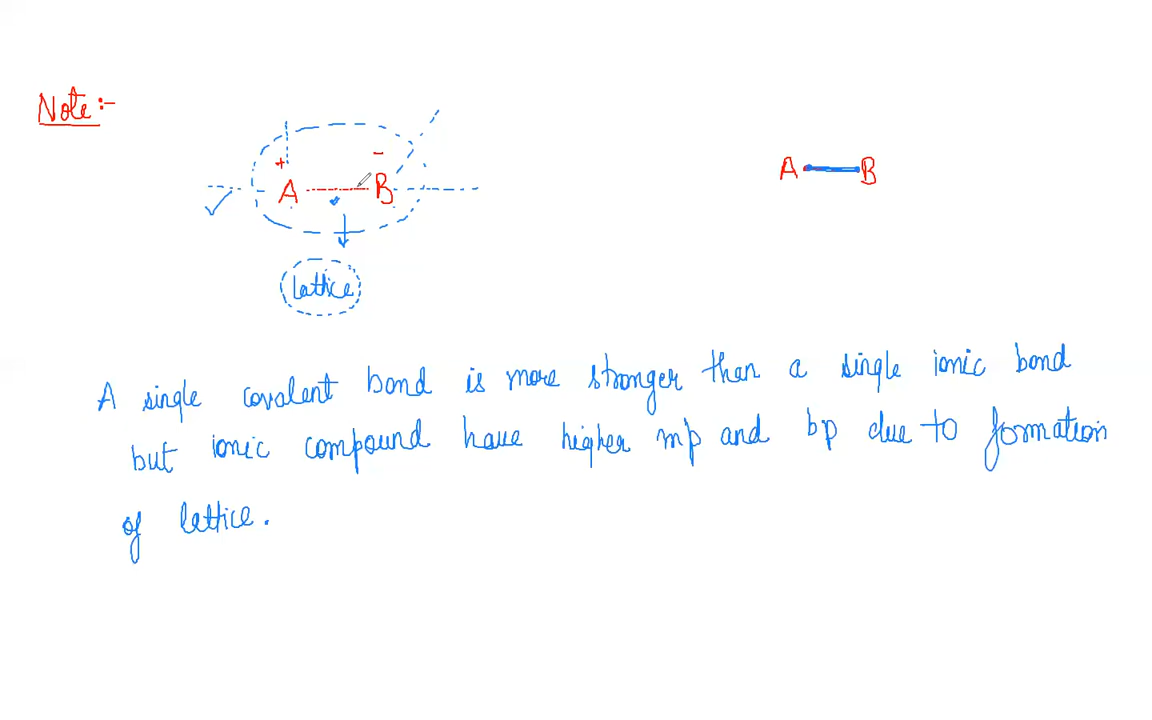 Note :-
+ -
A B
A B
lattice
A single covalent bond is more stronger than a single ionic bond
but ionic compound have higher mp and bp due to formation
of lattice.